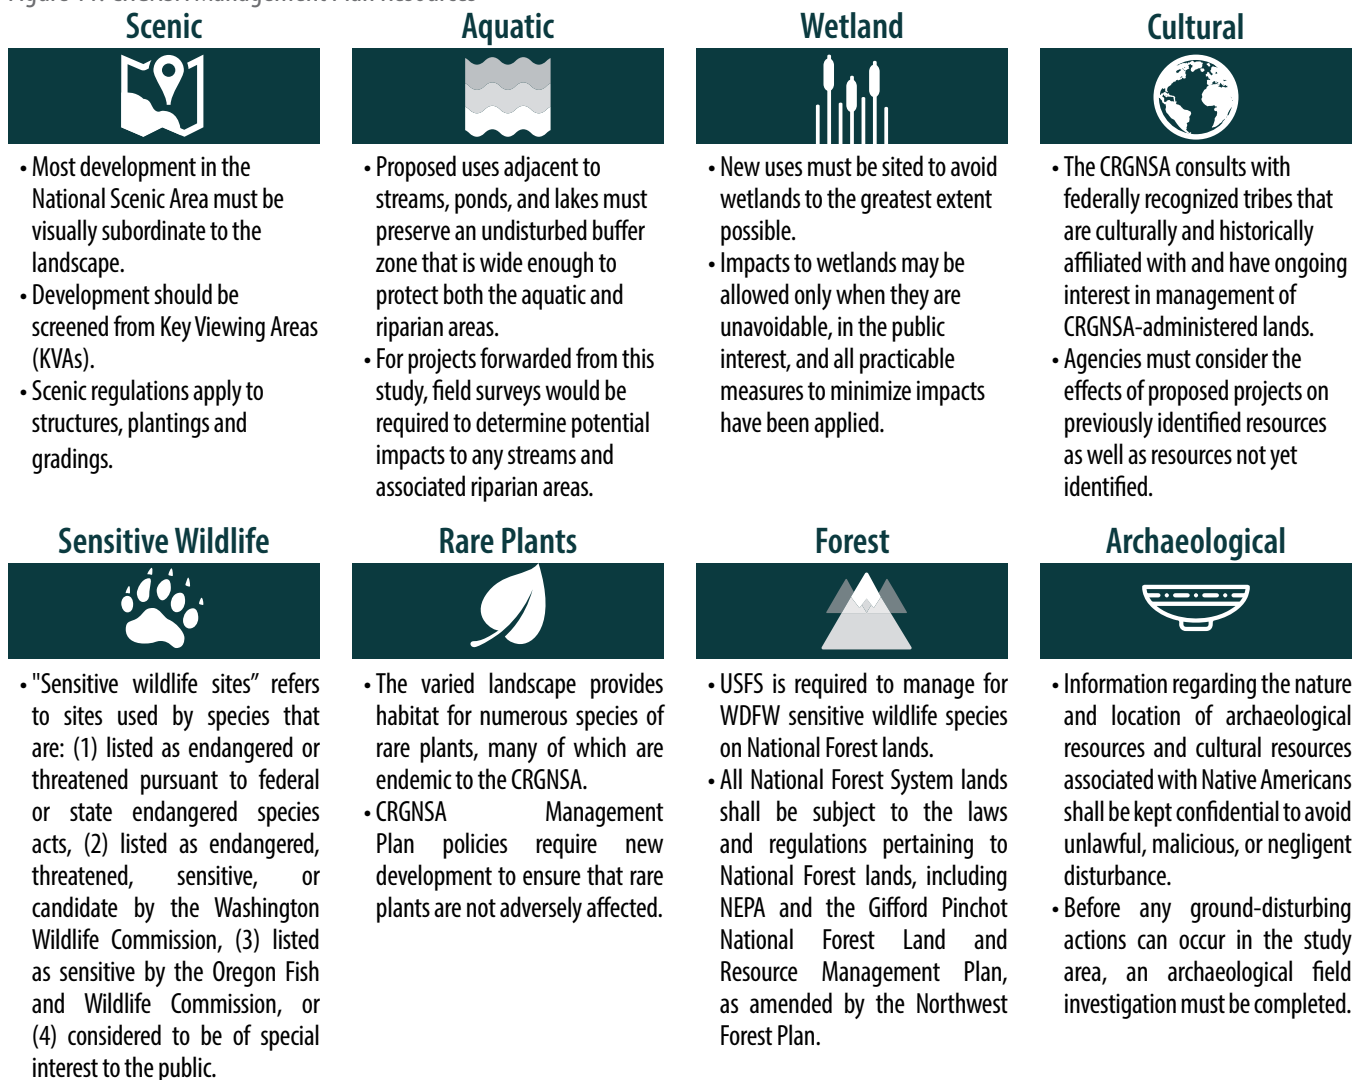 Scenic
• Most development in the
National Scenic Area must be
visually subordinate to the
landscape.
• Development should be
screened from Key Viewing Areas
(KVAs).
• Scenic regulations apply to
structures, plantings and
gradings.
Aquatic
• Proposed uses adjacent to
streams, ponds, and lakes must
preserve an undisturbed buffer
zone that is wide enough to
protect both the aquatic and
riparian areas.
• For projects forwarded from this
study, field surveys would be
required to determine potential
impacts to any streams and
associated riparian areas.
Wetland
• New uses must be sited to avoid
wetlands to the greatest extent
possible.
• Impacts to wetlands may be
allowed only when they are
unavoidable, in the public
interest, and all practicable
measures to minimize impacts
have been applied.
Cultural
• The CRGNSA consults with
federally recognized tribes that
are culturally and historically
affiliated with and have ongoing
interest in management of
CRGNSA-administered lands.
• Agencies must consider the
effects of proposed projects on
previously identified resources
as well as resources not yet
identified.
Sensitive Wildlife
• "Sensitive wildlife sites” refers
to sites used by species that
are: (1) listed as endangered or
threatened pursuant to federal
or state endangered species
acts, (2) listed as endangered,
threatened, sensitive, or
candidate by the Washington
Wildlife Commission, (3) listed
as sensitive by the Oregon Fish
and Wildlife Commission, or
(4) considered to be of special
interest to the public.
Rare Plants
• The varied landscape provides
habitat for numerous species of
rare plants, many of which are
endemic to the CRGNSA.
• CRGNSA Management
Plan policies require new
development to ensure that rare
plants are not adversely affected.
Forest
• USFS is required to manage for
WDFW sensitive wildlife species
on National Forest lands.
• All National Forest System lands
shall be subject to the laws
and regulations pertaining to
National Forest lands, including
NEPA and the Gifford Pinchot
National Forest Land and
Resource Management Plan,
as amended by the Northwest
Forest Plan.
Archaeological
• Information regarding the nature
and location of archaeological
resources and cultural resources
associated with Native Americans
shall be kept confidential to avoid
unlawful, malicious, or negligent
disturbance.
• Before any ground-disturbing
actions can occur in the study
area, an archaeological field
investigation must be completed.